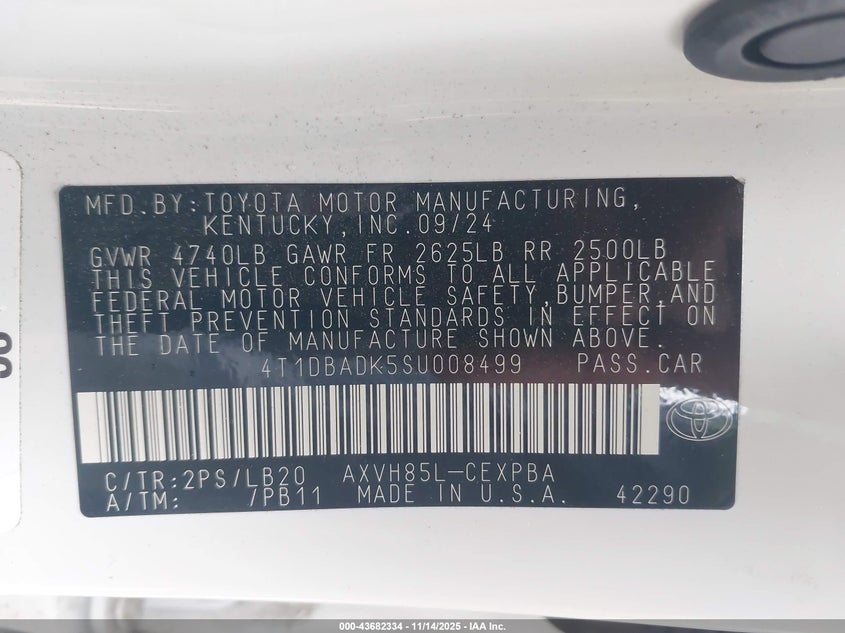 MFD.BY:TOYOTA MOTOR MANUFACTURING,
KENTUCKY,INC.09/24
GVWR 4740LB GAWR FR 2625LB RR 2500LB
THIS VEHICLE CONFORMS TO ALL APPLICABLE
FEDERAL MOTOR VEHICLE SAFETY,BUMPER,AND
THEFT PREVENTION STANDARDS IN EFFECT ON
THE DATE OF MANUFACTURE SHOWN ABOVE.
4T1DBADK5SU008499 PASS.CAR
C/TR:2PS/LB20 AXVH85L-CEXPBA
A/TM: /PB11 MADE IN U.S.A. 42290
000-43682334 - 11/14/2025 - IAA Inc.